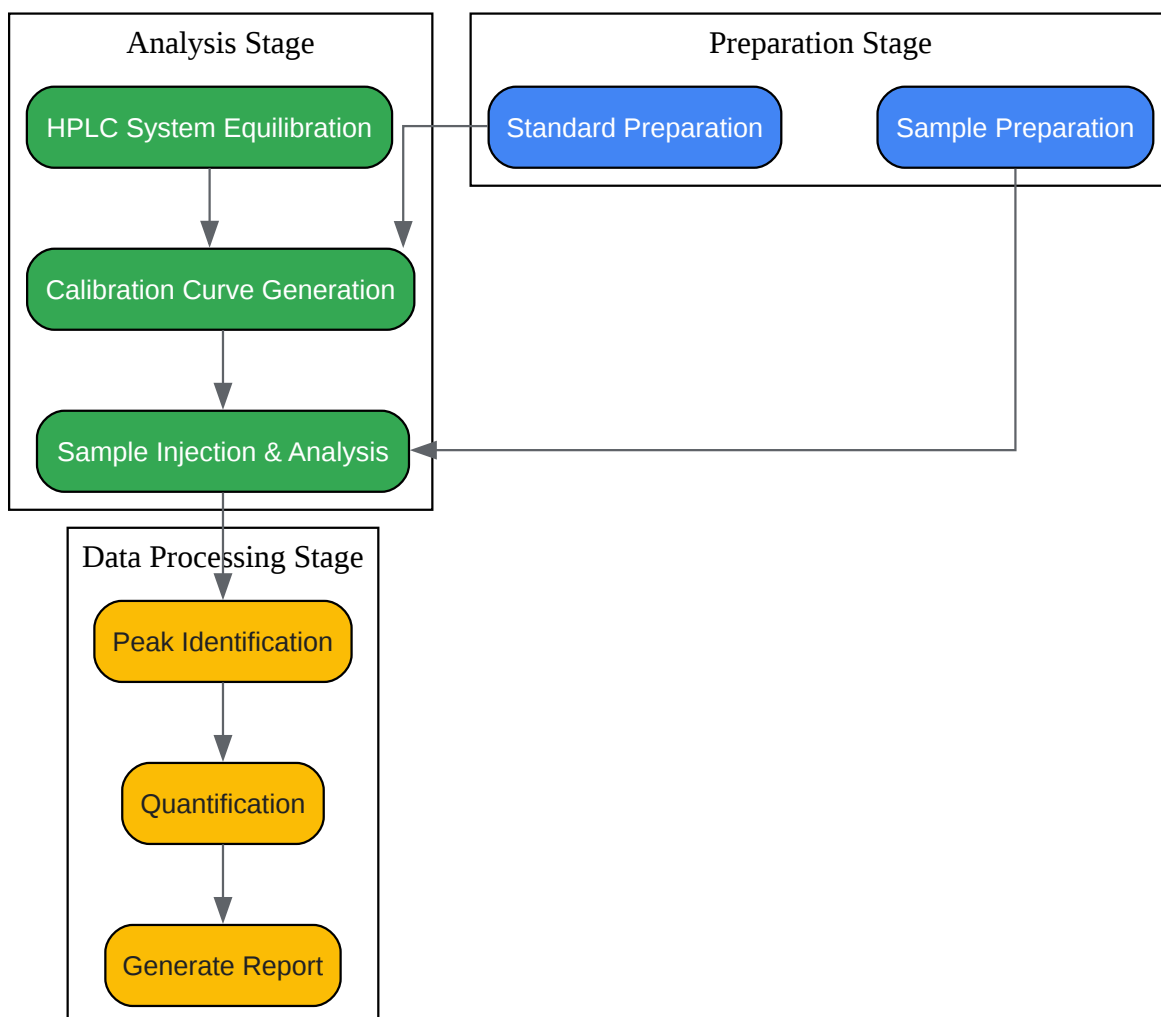 Analysis Stage
Preparation Stage
HPLC System Equilibration
Standard Preparation
Sample Preparation
Calibration Curve Generation
Sample Injection & Analysis
Data Processing Stage
Peak Identification
Quantification
Generate Report